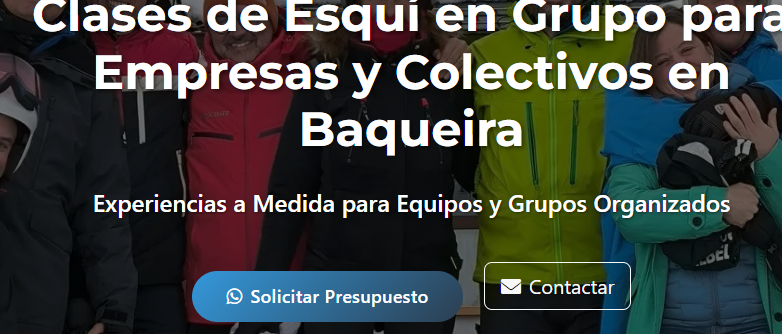 Clases de Esquí en Grupo para
Empresas y Colectivos en
Baqueira
Experiencias a Medida para Equipos y Grupos Organizados
Solicitar Presupuesto
Contactar